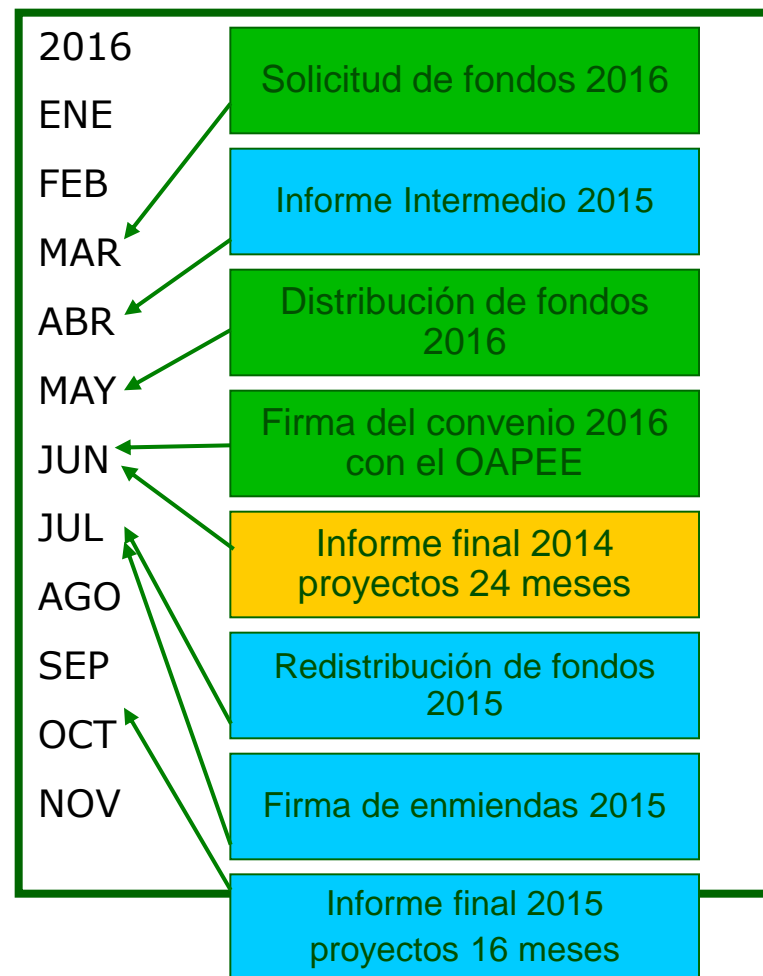 2016
ENE
FEB
MAR
ABR
MAY
JUN
JUL
AGO
SEP
OCT
NOV
Solicitud de fondos 2016
Informe Intermedio 2015
Distribución de fondos
2016
Firma del convenio 2016
con el OAPEE
Informe final 2014
proyectos 24 meses
Redistribución de fondos
2015
Firma de enmiendas 2015
Informe final 2015
proyectos 16 meses